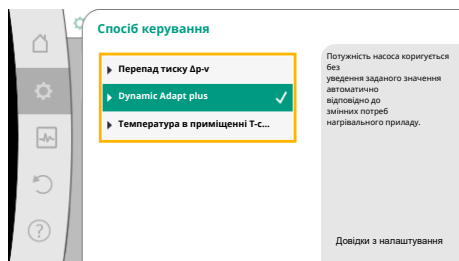 Спосіб керування
Перепад тиску Δp-v
Dynamic Adapt plus
Температура в приміщенні T-c...
Потужність насоса коригується
без
уведення заданого значення
автоматично
відповідно до
змінних потреб
нагрівального приладу.
Довідки з налаштування